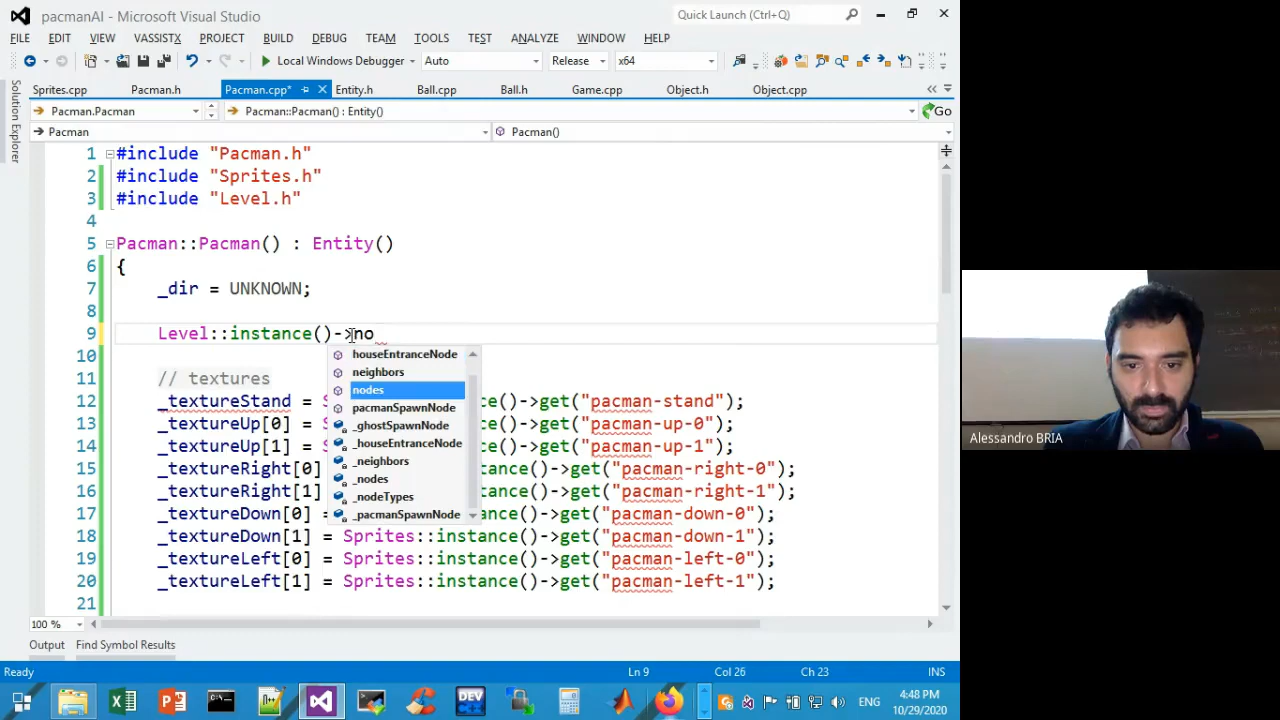 pacmanAI - Microsoft Visual Studio
Quick Launch (Ctrl+Q)
FILE EDIT VIEW VASSISTX PROJECT BUILD DEBUG TEAM TOOLS TEST ANALYZE WINDOW HELP
Local Windows Debugger Auto Release x64
Solution Explorer
Sprites.cpp Pacman.h Pacman.cpp* Entity.h Ball.cpp Ball.h Game.cpp Object.h Object.cpp
Pacman.Pacman Pacman::Pacman() : Entity() Go
Pacman Pacman()
1 #include "Pacman.h"
2 #include "Sprites.h"
3 #include "Level.h"
4
5 Pacman::Pacman() : Entity()
6 {
7 _dir = UNKNOWN;
8
9 Level::instance()->no
10
11 // textures
12 _textureStand = S nce()->get("pacman-stand");
13 _textureUp[0] = S nce()->get("pacman-up-0");
14 _textureUp[1] = S nce()->get("pacman-up-1");
15 _textureRight[0] nstance()->get("pacman-right-0");
16 _textureRight[1] nstance()->get("pacman-right-1");
17 _textureDown[0] = nce()->get("pacman-down-0");
18 _textureDown[1] = Sprites::instance()->get("pacman-down-1");
19 _textureLeft[0] = Sprites::instance()->get("pacman-left-0");
20 _textureLeft[1] = Sprites::instance()->get("pacman-left-1");
21
houseEntranceNode
neighbors
nodes
pacmanSpawnNode
_ghostSpawnNode
_houseEntranceNode
_neighbors
_nodes
_nodeTypes
_pacmanSpawnNode
100 %
Output Find Symbol Results
Ready Ln 9 Col 26 Ch 23 INS
DEV
ENG
4:48 PM
10/29/2020
Alessandro BRIA